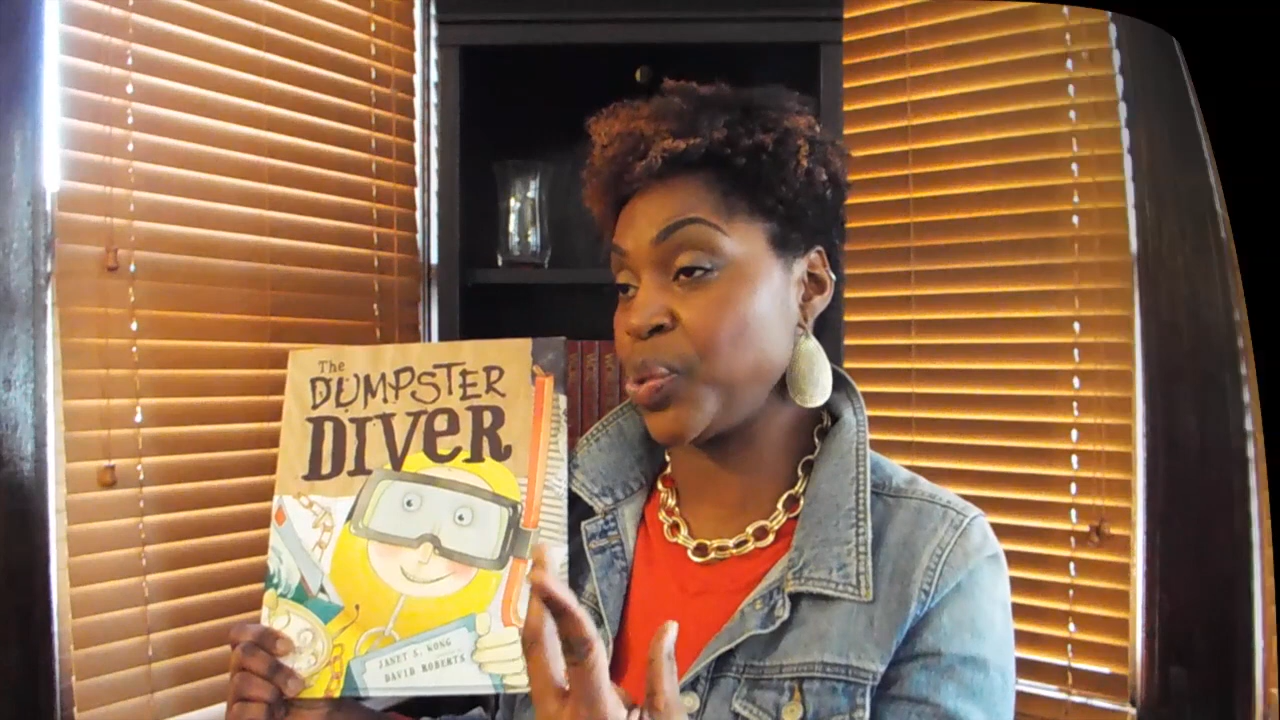 The
DUMPSTER
DIVeR
JANET S. WONG
DAVID ROBERTS